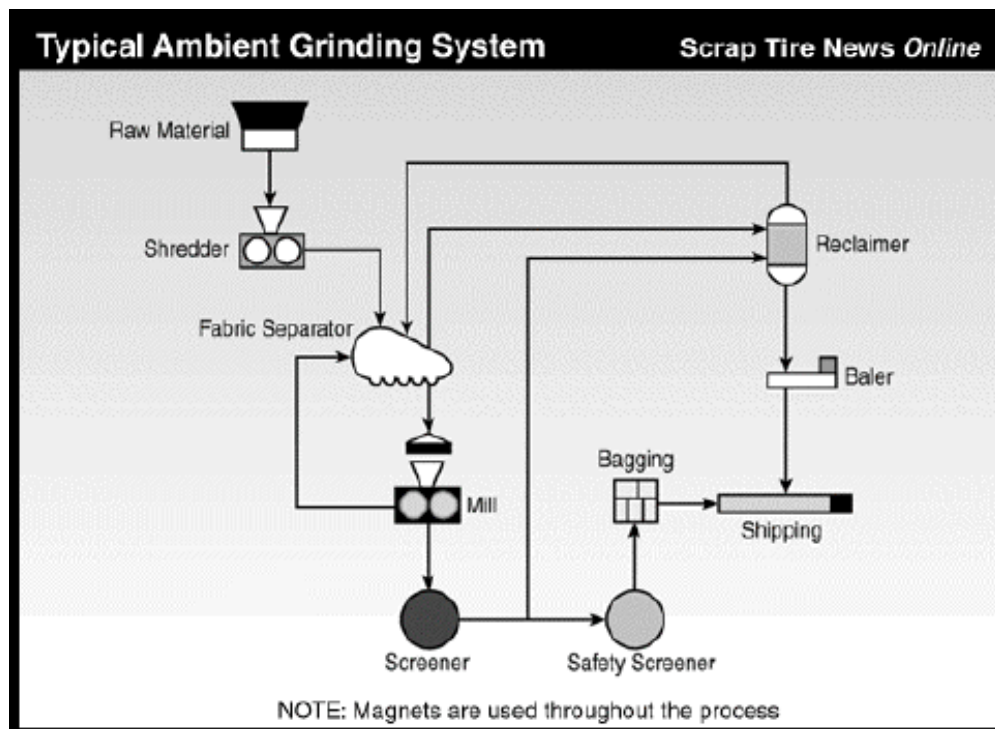 Typical Ambient Grinding System
Scrap Tire News Online
Raw Material
Shredder
Reclaimer
Fabric Separator
Baler
Bagging
Mill
Shipping
Screener
Safety Screener
NOTE: Magnets are used throughout the process